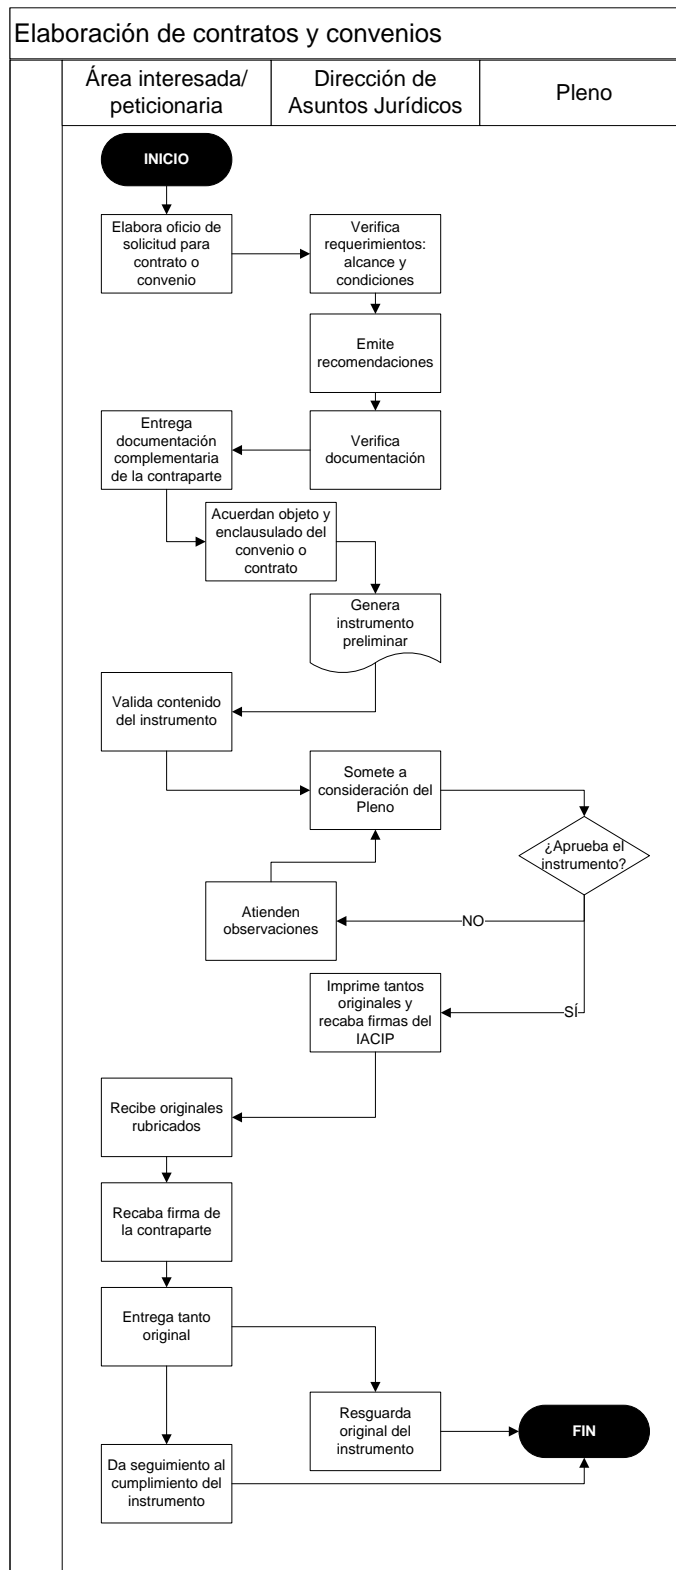 Elaboración de contratos y convenios
Área interesada/
peticionaria
Dirección de
Asuntos Jurídicos
Pleno
INICIO
Elabora oficio de
solicitud para
contrato o
convenio
Verifica
requerimientos:
alcance y
condiciones
Emite
recomendaciones
Entrega
documentación
complementaria
de la contraparte
Verifica
documentación
Acuerdan objeto y
enclausulado del
convenio o
contrato
Genera
instrumento
preliminar
Valida contenido
del instrumento
Somete a
consideración del
Pleno
¿Aprueba el
instrumento?
Atienden
observaciones
NO
Imprime tantos
originales y
recaba firmas del
IACIP
SÍ
Recibe originales
rubricados
Recaba firma de
la contraparte
Entrega tanto
original
Resguarda
original del
instrumento
FIN
Da seguimiento al
cumplimiento del
instrumento